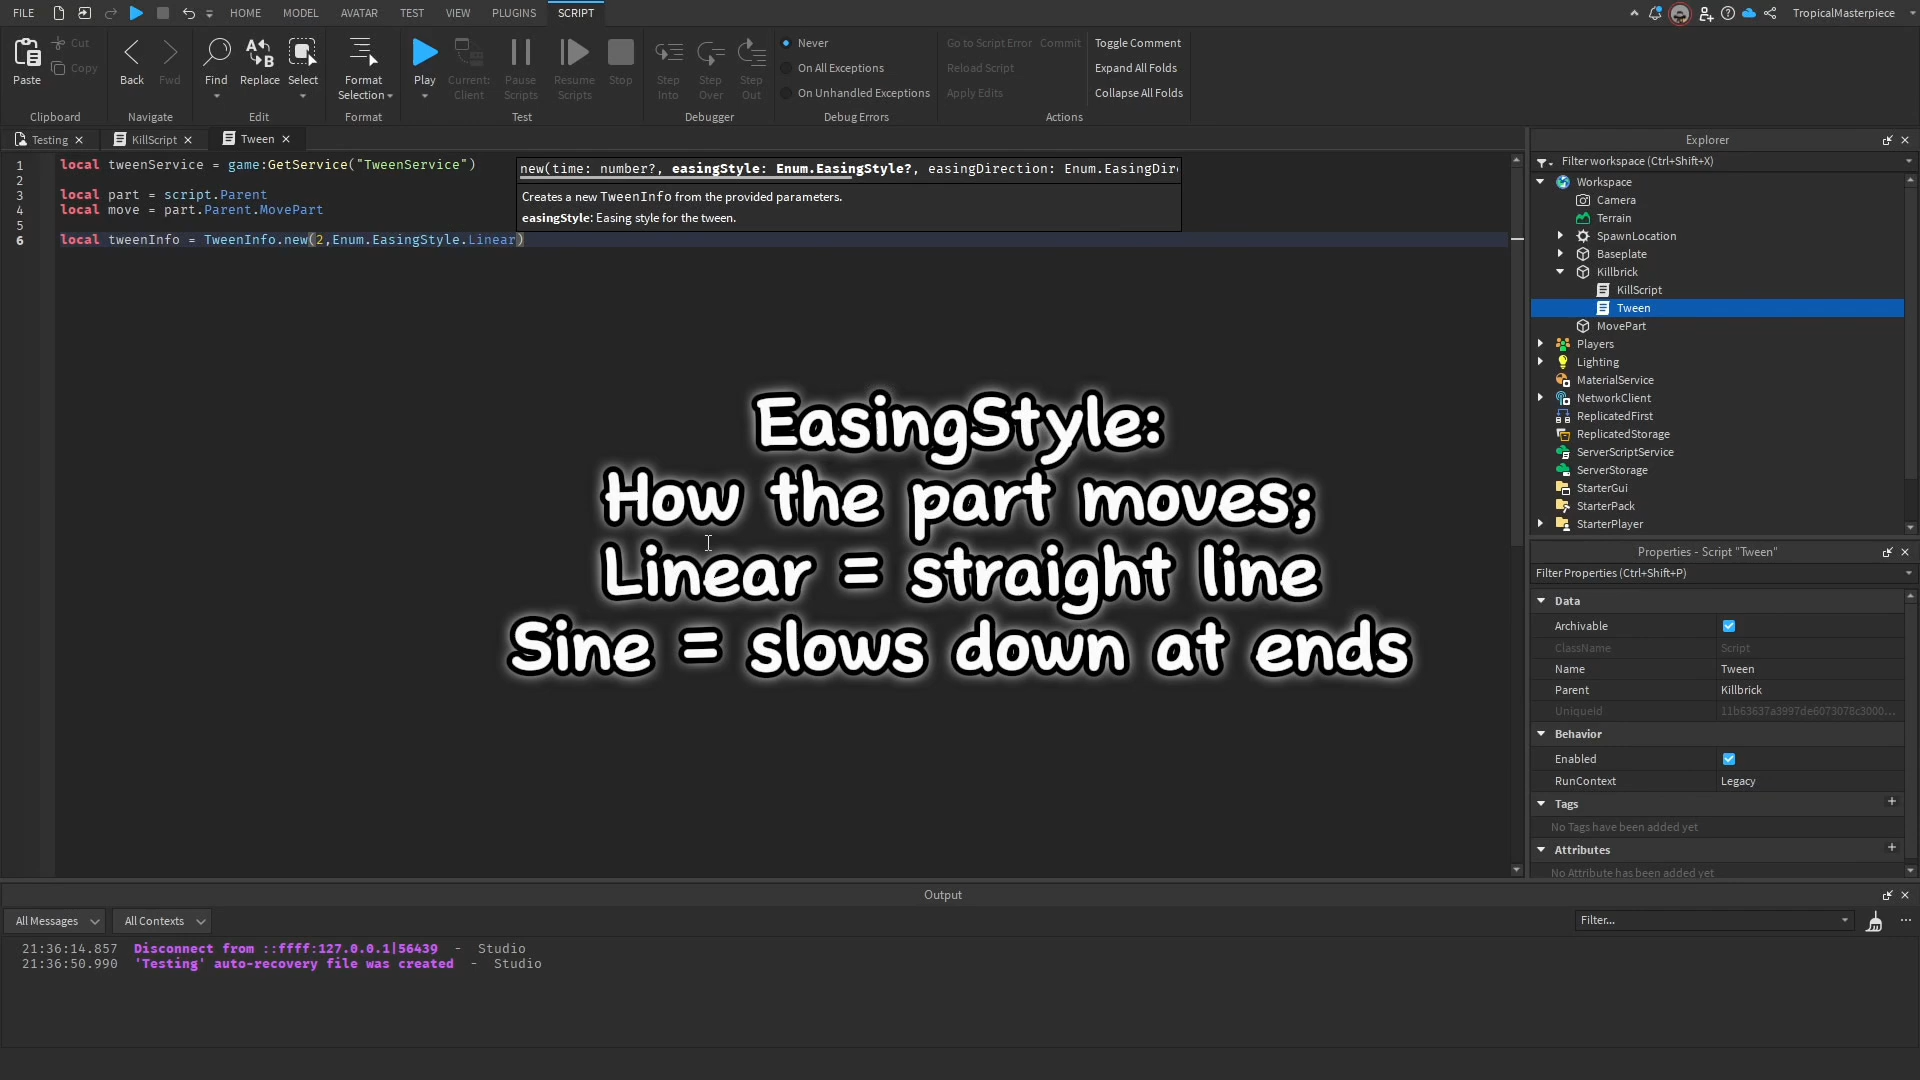 FILE HOME MODEL AVATAR TEST VIEW PLUGINS SCRIPT TropicalMasterpiece
Paste Cut Copy
Clipboard
Back Fwd
Navigate
Find Replace Select
Edit
Format Selection
Format
Play Current: Client Pause Scripts Resume Scripts Stop
Test
Step Into Step Over Step Out
Debugger
Never
On All Exceptions
On Unhandled Exceptions
Debug Errors
Go to Script Error Commit Toggle Comment
Reload Script Expand All Folds
Apply Edits Collapse All Folds
Actions
Testing KillScript Tween
1 local tweenService = game:GetService("TweenService")
2
3 local part = script.Parent
4 local move = part.Parent.MovePart
5
6 local tweenInfo = TweenInfo.new(2,Enum.EasingStyle.Linear)
new(time: number?, easingStyle: Enum.EasingStyle?, easingDirection: Enum.EasingDir
Creates a new TweenInfo from the provided parameters.
easingStyle: Easing style for the tween.
EasingStyle:
How the part moves;
Linear = straight line
Sine = slows down at ends
Explorer
Filter workspace (Ctrl+Shift+X)
Workspace
Camera
Terrain
SpawnLocation
Baseplate
Killbrick
KillScript
Tween
MovePart
Players
Lighting
MaterialService
NetworkClient
ReplicatedFirst
ReplicatedStorage
ServerScriptService
ServerStorage
StarterGui
StarterPack
StarterPlayer
Properties - Script "Tween"
Filter Properties (Ctrl+Shift+P)
Data
Archivable
ClassName Script
Name Tween
Parent Killbrick
UniqueId 11b63637a3997de6073078c3000...
Behavior
Enabled
RunContext Legacy
Tags +
No Tags have been added yet
Attributes +
No Attribute has been added yet
Output
All Messages All Contexts Filter... ...
21:36:14.857 Disconnect from ::ffff:127.0.0.1|56439 - Studio
21:36:50.990 'Testing' auto-recovery file was created - Studio